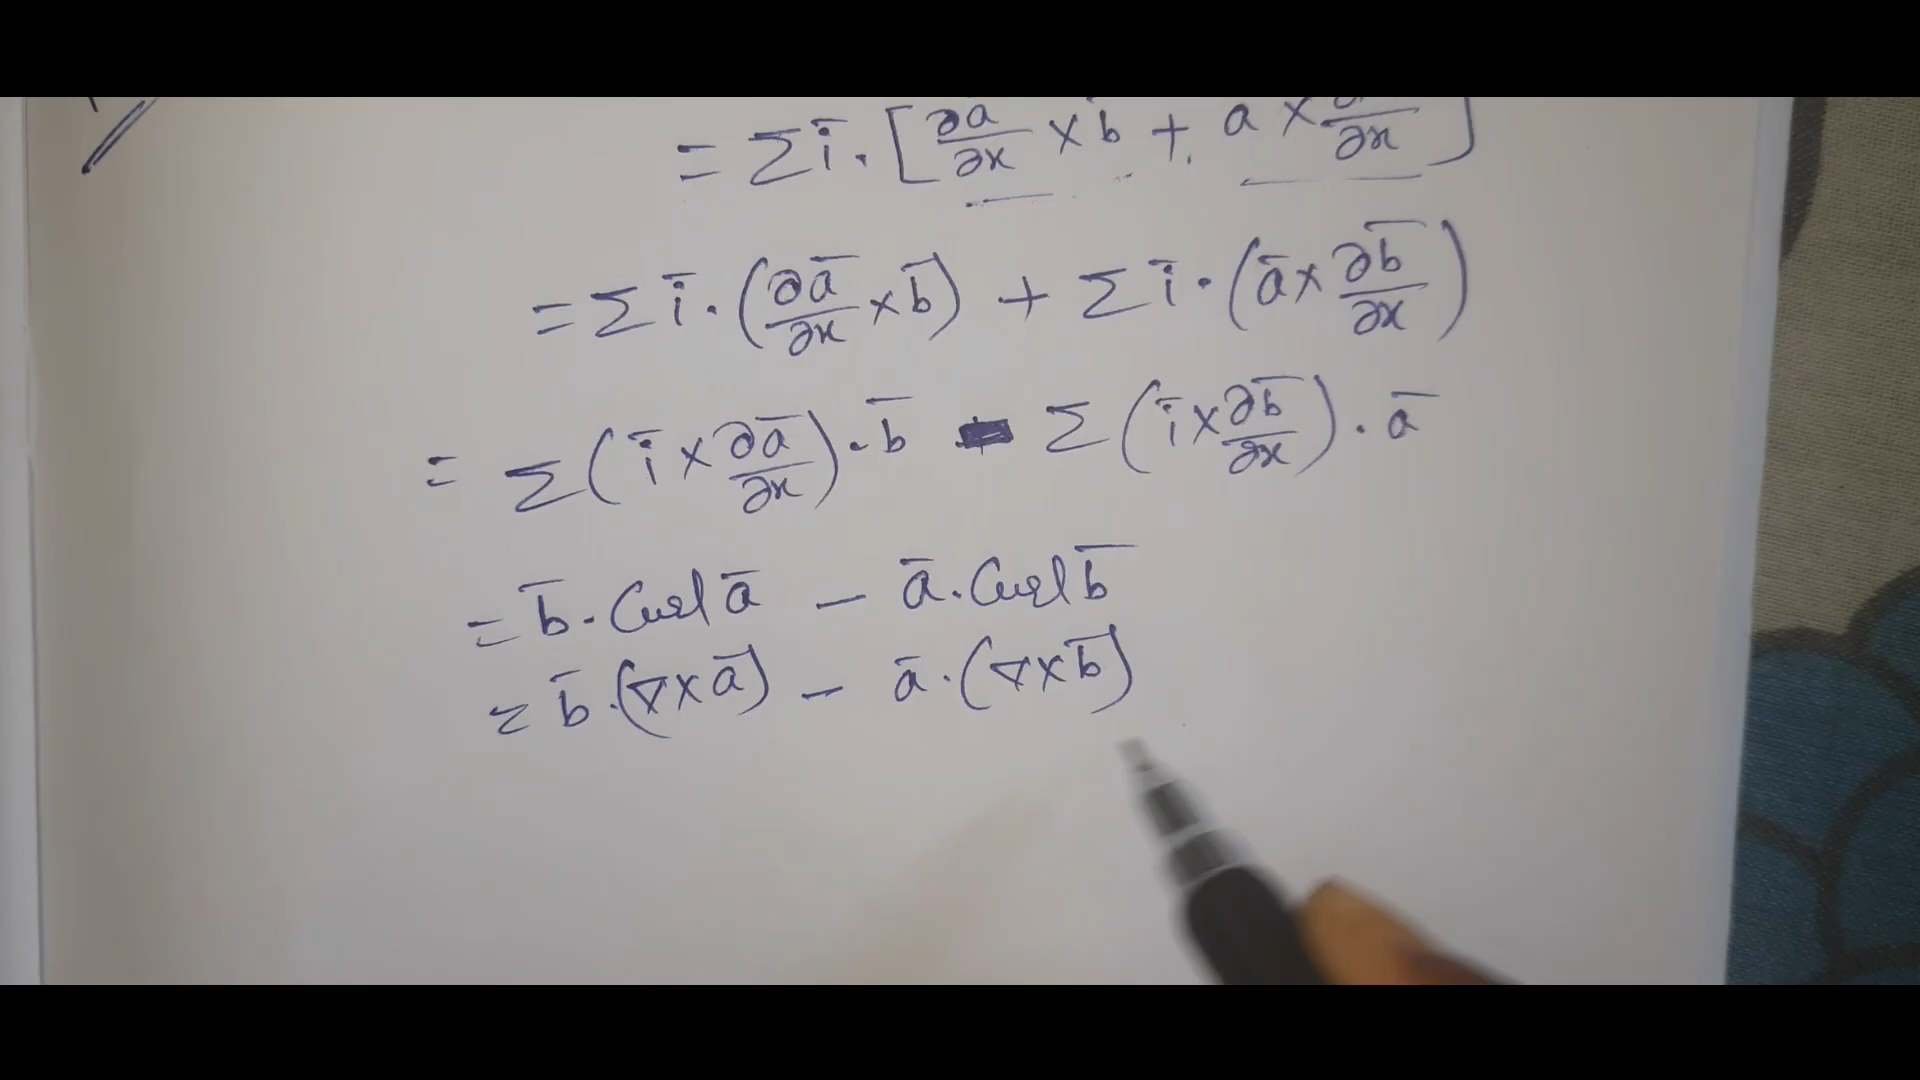 = Σ i̅ . [ ∂a/∂x × b̅ + a × ∂/∂x ]
= Σ i̅ . ( ∂a̅/∂x × b̅ ) + Σ i̅ . ( a̅ × ∂b̅/∂x )
= Σ ( i̅ × ∂a̅/∂x ) . b̅ - Σ ( i̅ × ∂b̅/∂x ) . a̅
= b̅ . Curl a̅ – a̅ . Curl b̅
= b̅ . (∇ × a̅) – a̅ . (∇ × b̅)